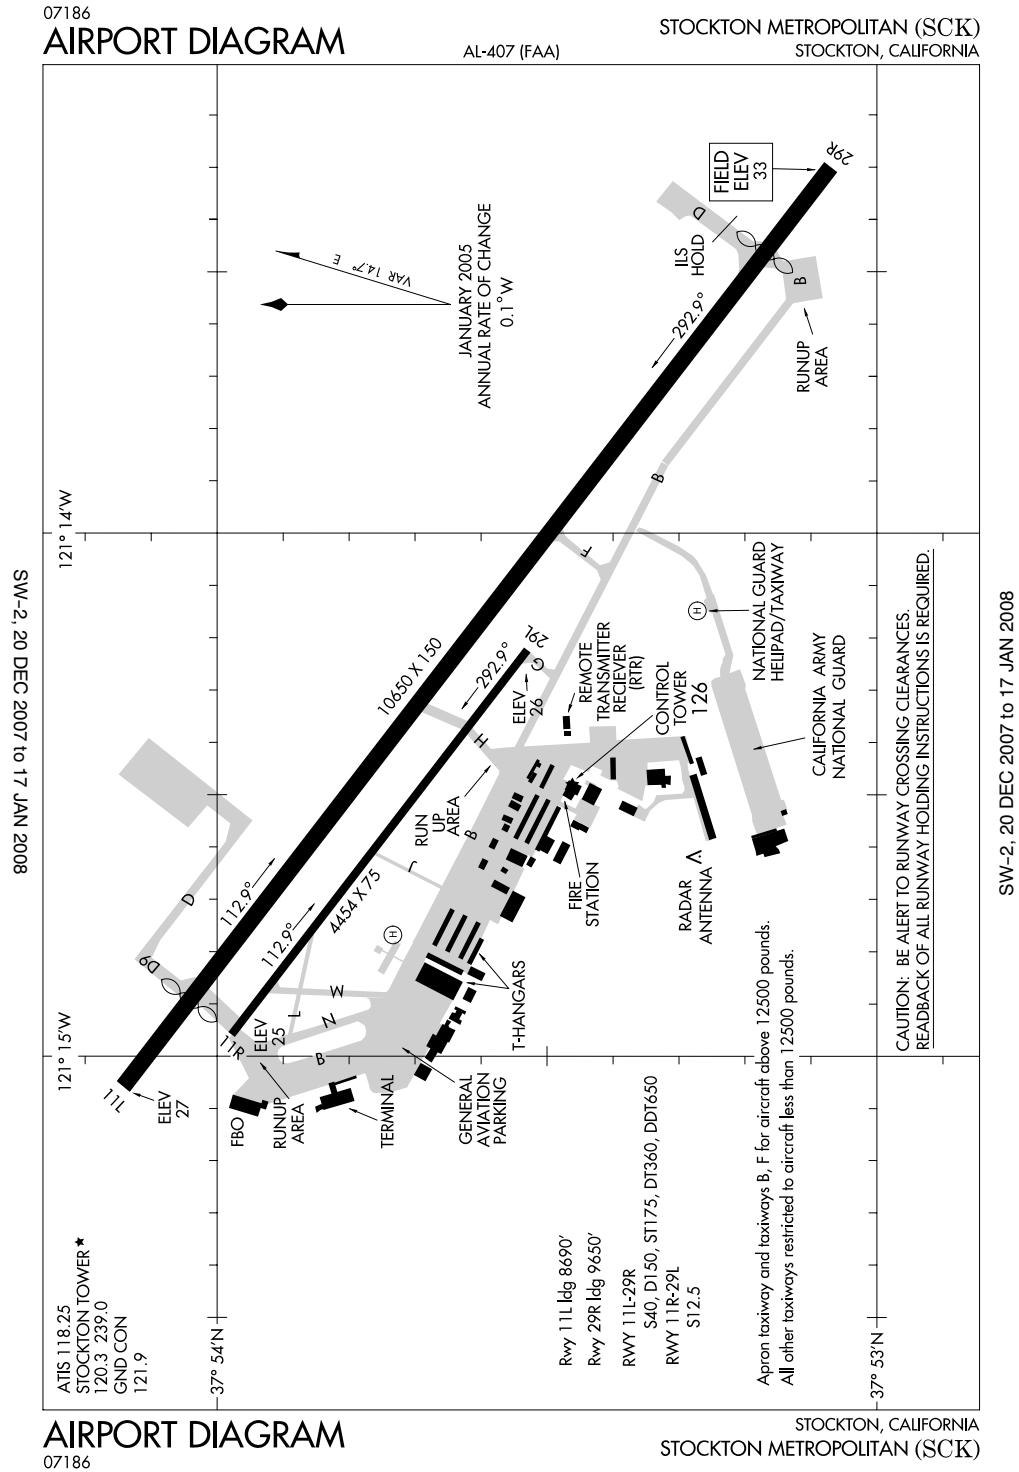 07186
AIRPORT DIAGRAM
AL-407 (FAA)
STOCKTON METROPOLITAN (SCK)
STOCKTON, CALIFORNIA
SW-2, 20 DEC 2007 to 17 JAN 2008
SW-2, 20 DEC 2007 to 17 JAN 2008
ATIS 118.25
STOCKTON TOWER ★
120.3 239.0
GND CON
121.9
121° 15'W
121° 14'W
37° 54'N
37° 53'N
VAR 14.7° E
JANUARY 2005
ANNUAL RATE OF CHANGE
0.1° W
FIELD
ELEV
33
29R
D
ILS
HOLD
B
RUNUP
AREA
292.9°
B
10650 X 150
F
29L
292.9°
G
ELEV
26
REMOTE
TRANSMITTER
RECIEVER
(RTR)
CONTROL
TOWER
126
H
NATIONAL GUARD
HELIPAD/TAXIWAY
CALIFORNIA ARMY
NATIONAL GUARD
H
RUN
UP
AREA
B
J
4454 X 75
FIRE
STATION
RADAR
ANTENNA
D
112.9°
112.9°
H
D9
M
L
N
B
T-HANGARS
11R
ELEV
25
11L
ELEV
27
FBO
RUNUP
AREA
TERMINAL
GENERAL
AVIATION
PARKING
Rwy 11L ldg 8690'
Rwy 29R ldg 9650'
RWY 11L-29R
S40, D150, ST175, DT360, DDT650
RWY 11R-29L
S12.5
Apron taxiway and taxiways B, F for aircraft above 12500 pounds.
All other taxiways restricted to aircraft less than 12500 pounds.
CAUTION: BE ALERT TO RUNWAY CROSSING CLEARANCES.
READBACK OF ALL RUNWAY HOLDING INSTRUCTIONS IS REQUIRED.
AIRPORT DIAGRAM
07186
STOCKTON, CALIFORNIA
STOCKTON METROPOLITAN (SCK)